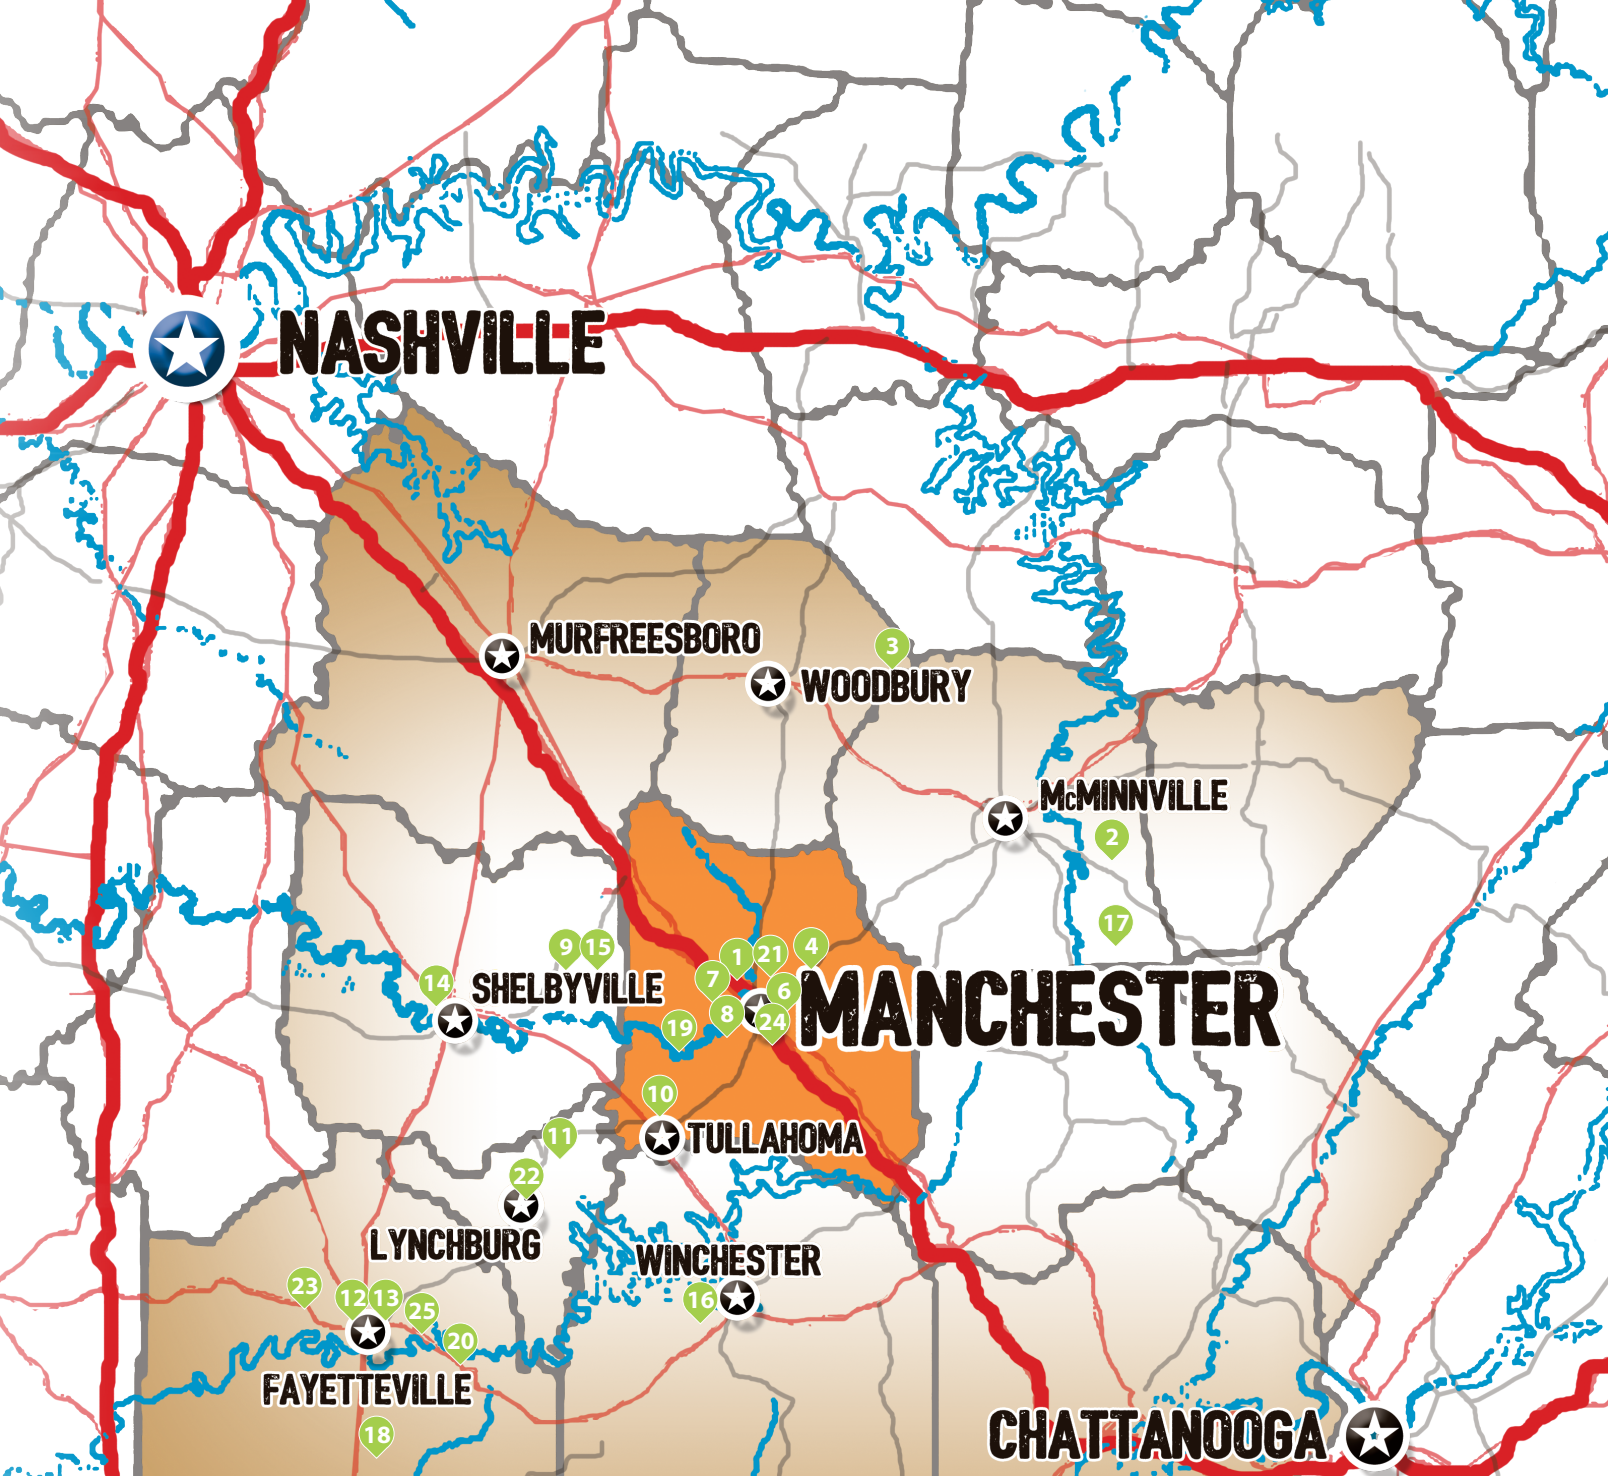 NASHVILLE
MURFREESBORO
3
WOODBURY
McMINNVILLE
2
17
9
15
1
21
4
14
SHELBYVILLE
7
6
MANCHESTER
8
24
19
10
11
TULLAHOMA
22
LYNCHBURG
WINCHESTER
23
12
13
25
16
20
FAYETTEVILLE
18
CHATTANOOGA